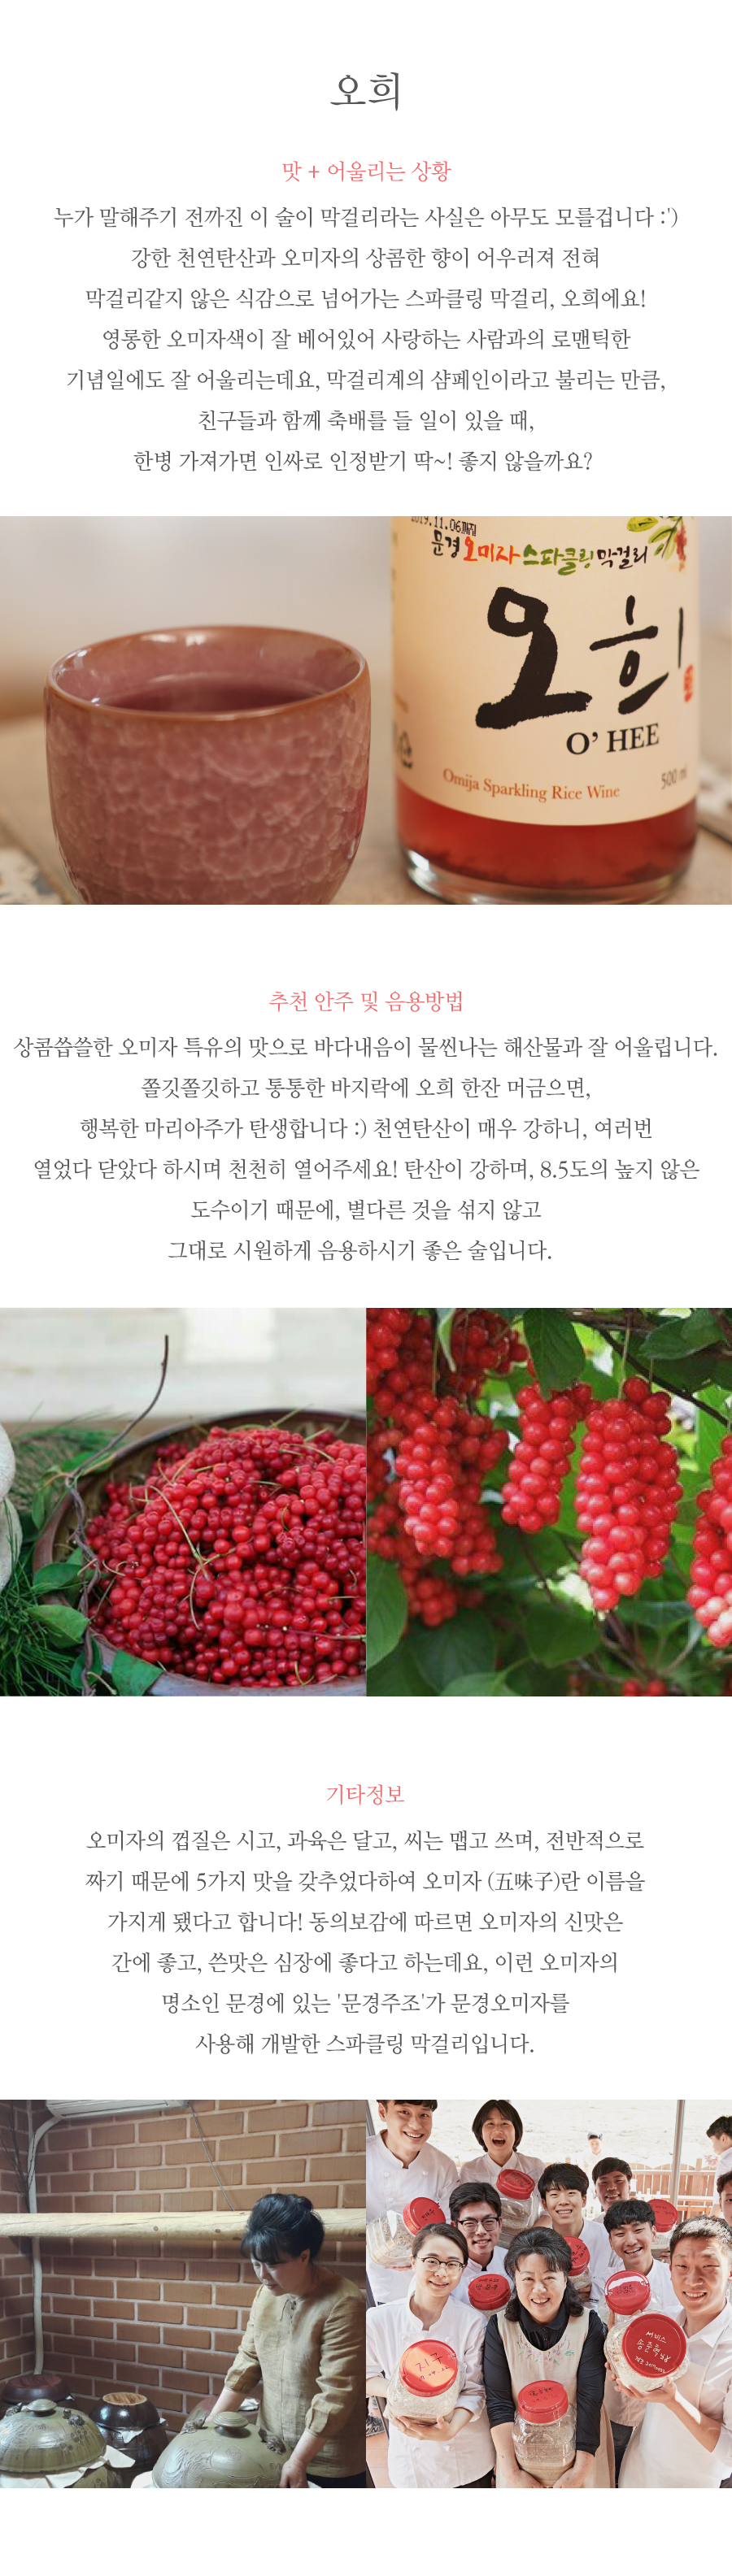 오희
맛 + 어울리는 상황
누가 말해주기 전까진 이 술이 막걸리라는 사실은 아무도 모를겁니다 :')
강한 천연탄산과 오미자의 상콤한 향이 어우러져 전혀
막걸리같지 않은 식감으로 넘어가는 스파클링 막걸리, 오희에요!
영롱한 오미자색이 잘 베어있어 사랑하는 사람과의 로맨틱한
기념일에도 잘 어울리는데요, 막걸리계의 샴페인이라고 불리는 만큼,
친구들과 함께 축배를 들 일이 있을 때,
한병 가져가면 인싸로 인정받기 딱~! 좋지 않을까요?
2019.11.06까지
문경오미자스파클링막걸리
오희
O' HEE
Omija Sparkling Rice Wine
500 ml
추천 안주 및 음용방법
상콤씁쓸한 오미자 특유의 맛으로 바다내음이 물씬나는 해산물과 잘 어울립니다.
쫄깃쫄깃하고 통통한 바지락에 오희 한잔 머금으면,
행복한 마리아주가 탄생합니다 :) 천연탄산이 매우 강하니, 여러번
열었다 닫았다 하시며 천천히 열어주세요! 탄산이 강하며, 8.5도의 높지 않은
도수이기 때문에, 별다른 것을 섞지 않고
그대로 시원하게 음용하시기 좋은 술입니다.
기타정보
오미자의 껍질은 시고, 과육은 달고, 씨는 맵고 쓰며, 전반적으로
짜기 때문에 5가지 맛을 갖추었다하여 오미자 (五味子)란 이름을
가지게 됐다고 합니다! 동의보감에 따르면 오미자의 신맛은
간에 좋고, 쓴맛은 심장에 좋다고 하는데요, 이런 오미자의
명소인 문경에 있는 '문경주조'가 문경오미자를
사용해 개발한 스파클링 막걸리입니다.